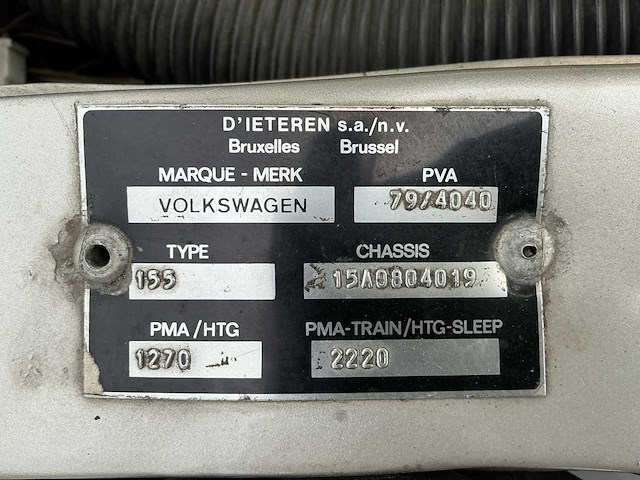 D'IETEREN s.a./n.v.
Bruxelles Brussel
MARQUE - MERK PVA
VOLKSWAGEN 79/4040
TYPE CHASSIS
155 15A0804019
PMA/HTG PMA-TRAIN/HTG-SLEEP
1270 2220